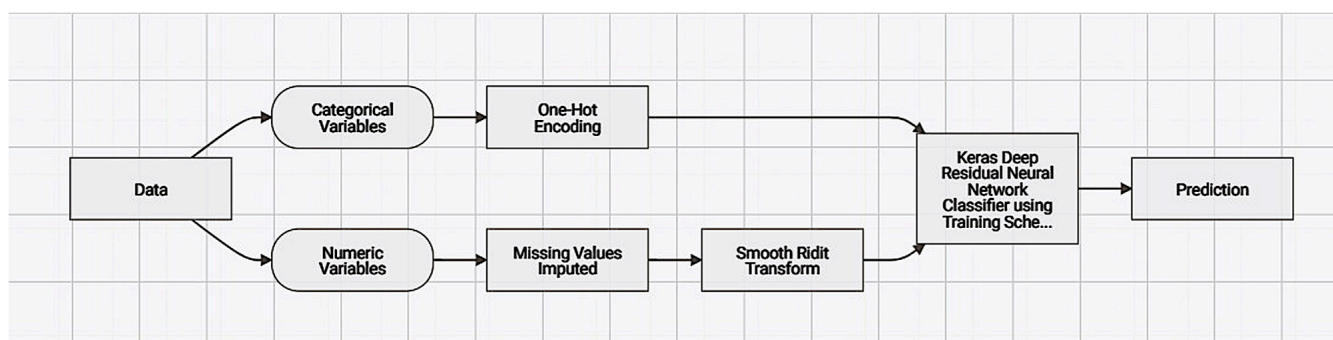 Categorical
Variables
One-Hot
Encoding
Data
Keras Deep
Residual Neural
Network
Classifier using
Training Sche...
Prediction
Numeric
Variables
Missing Values
Imputed
Smooth Ridit
Transform